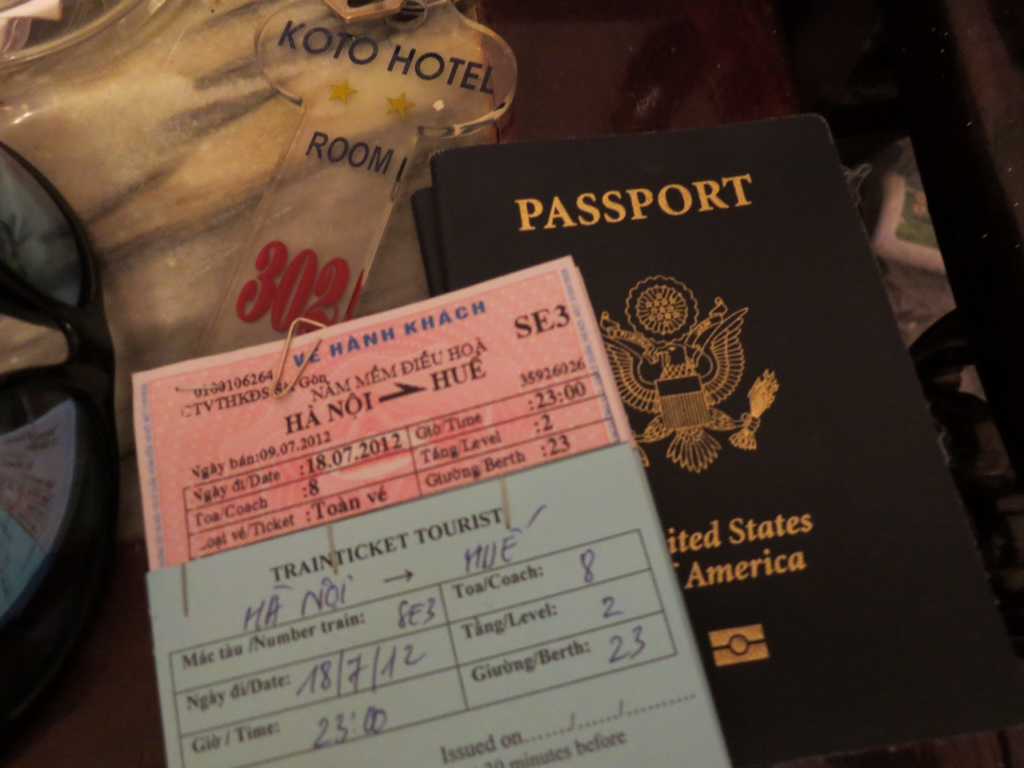 KOTO HOTEL
ROOM
302
PASSPORT
VÉ HÀNH KHÁCH
SE3
0100106264
Gòn
NẰM MỀM ĐIỀU HOÀ
CTVTHKĐS
HÀ NỘI HUẾ
35926026
Ngày bán:09.07.2012
Ngày đi/Date :18.07.2012 Giờ/Time :23:00
Toa/Coach :8 Tầng/Level :2
vé/Ticket :Toàn vé Giường/Berth :23
TRAINTICKET TOURIST
HÀ NỘI → HUẾ
Mác tàu /Number train: SE3 Toa/Coach: 8
Ngày đi/Date: 18/7/12 Tầng/Level: 2
Giờ / Time: 23:00 Giường/Berth: 23
Issued on......./......./...............
minutes before
ited States
America